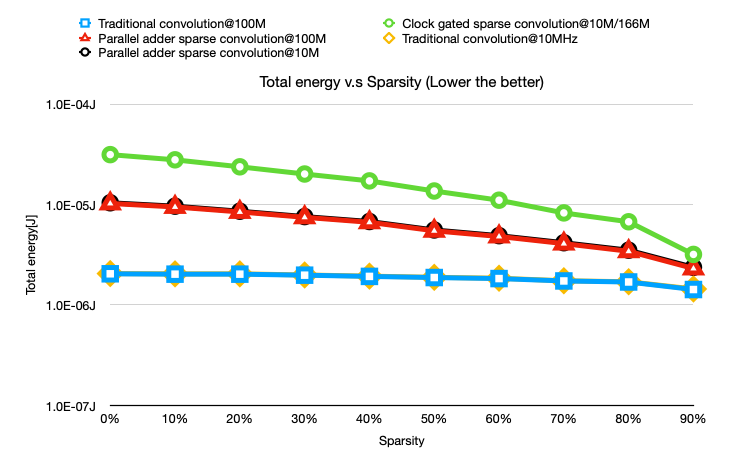 Traditional convolution@100M
Clock gated sparse convolution@10M/166M
Parallel adder sparse convolution@100M
Traditional convolution@10MHz
Parallel adder sparse convolution@10M
Total energy v.s Sparsity (Lower the better)
1.0E-04J
1.0E-05J
1.0E-06J
1.0E-07J
Total energy[J]
0% 10% 20% 30% 40% 50% 60% 70% 80% 90%
Sparsity